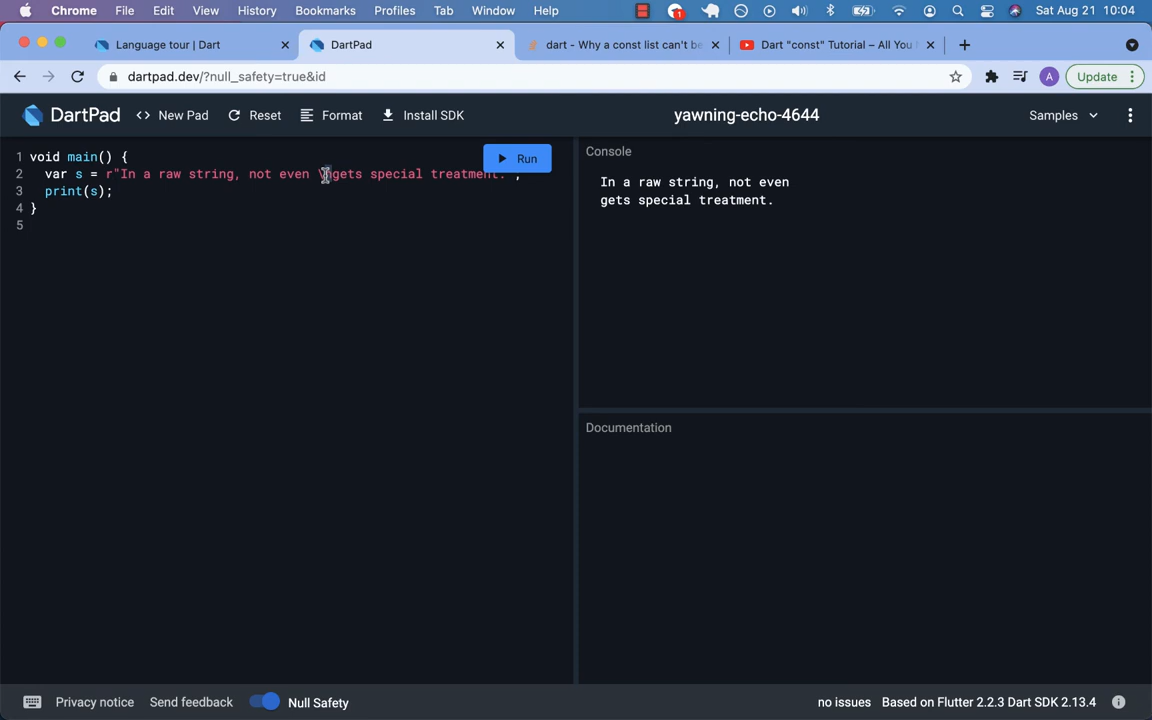 Chrome File Edit View History Bookmarks Profiles Tab Window Help 1 Sat Aug 21 10:04
Language tour | Dart DartPad dart - Why a const list can't be Dart "const" Tutorial – All You
dartpad.dev/?null_safety=true&id A Update
DartPad <> New Pad Reset Format Install SDK yawning-echo-4644 Samples
Run
1 void main() {
2 var s = r"In a raw string, not even \ngets special treatment.";
3 print(s);
4 }
5
Console
In a raw string, not even
gets special treatment.
Documentation
Privacy notice Send feedback Null Safety no issues Based on Flutter 2.2.3 Dart SDK 2.13.4